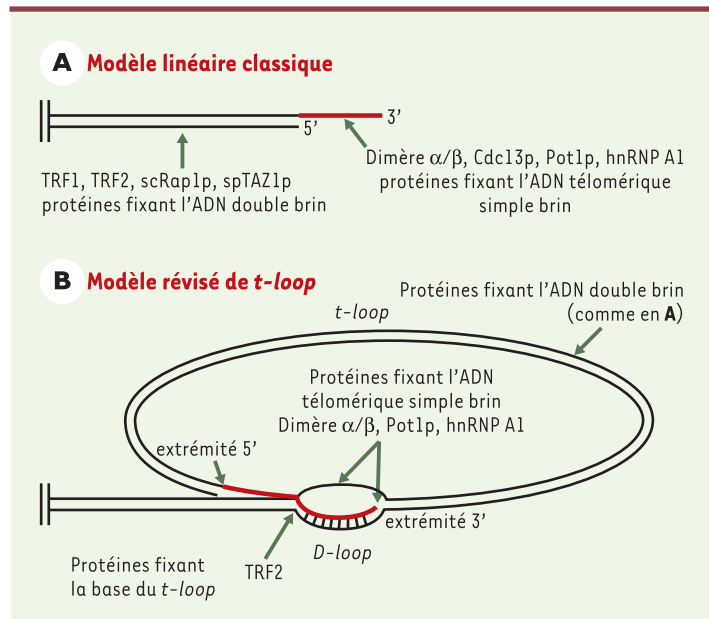 A Modèle linéaire classique
3’
5’
Dimère α/β, Cdc13p, Pot1p, hnRNP A1
protéines fixant l’ADN télomérique
simple brin
TRF1, TRF2, scRap1p, spTAZ1p
protéines fixant l’ADN double brin
B Modèle révisé de t-loop
Protéines fixant l’ADN double brin
(comme en A)
t-loop
Protéines fixant l’ADN
télomérique simple brin
Dimère α/β, Pot1p, hnRNP A1
extrémité 5’
extrémité 3’
D-loop
TRF2
Protéines fixant
la base du t-loop